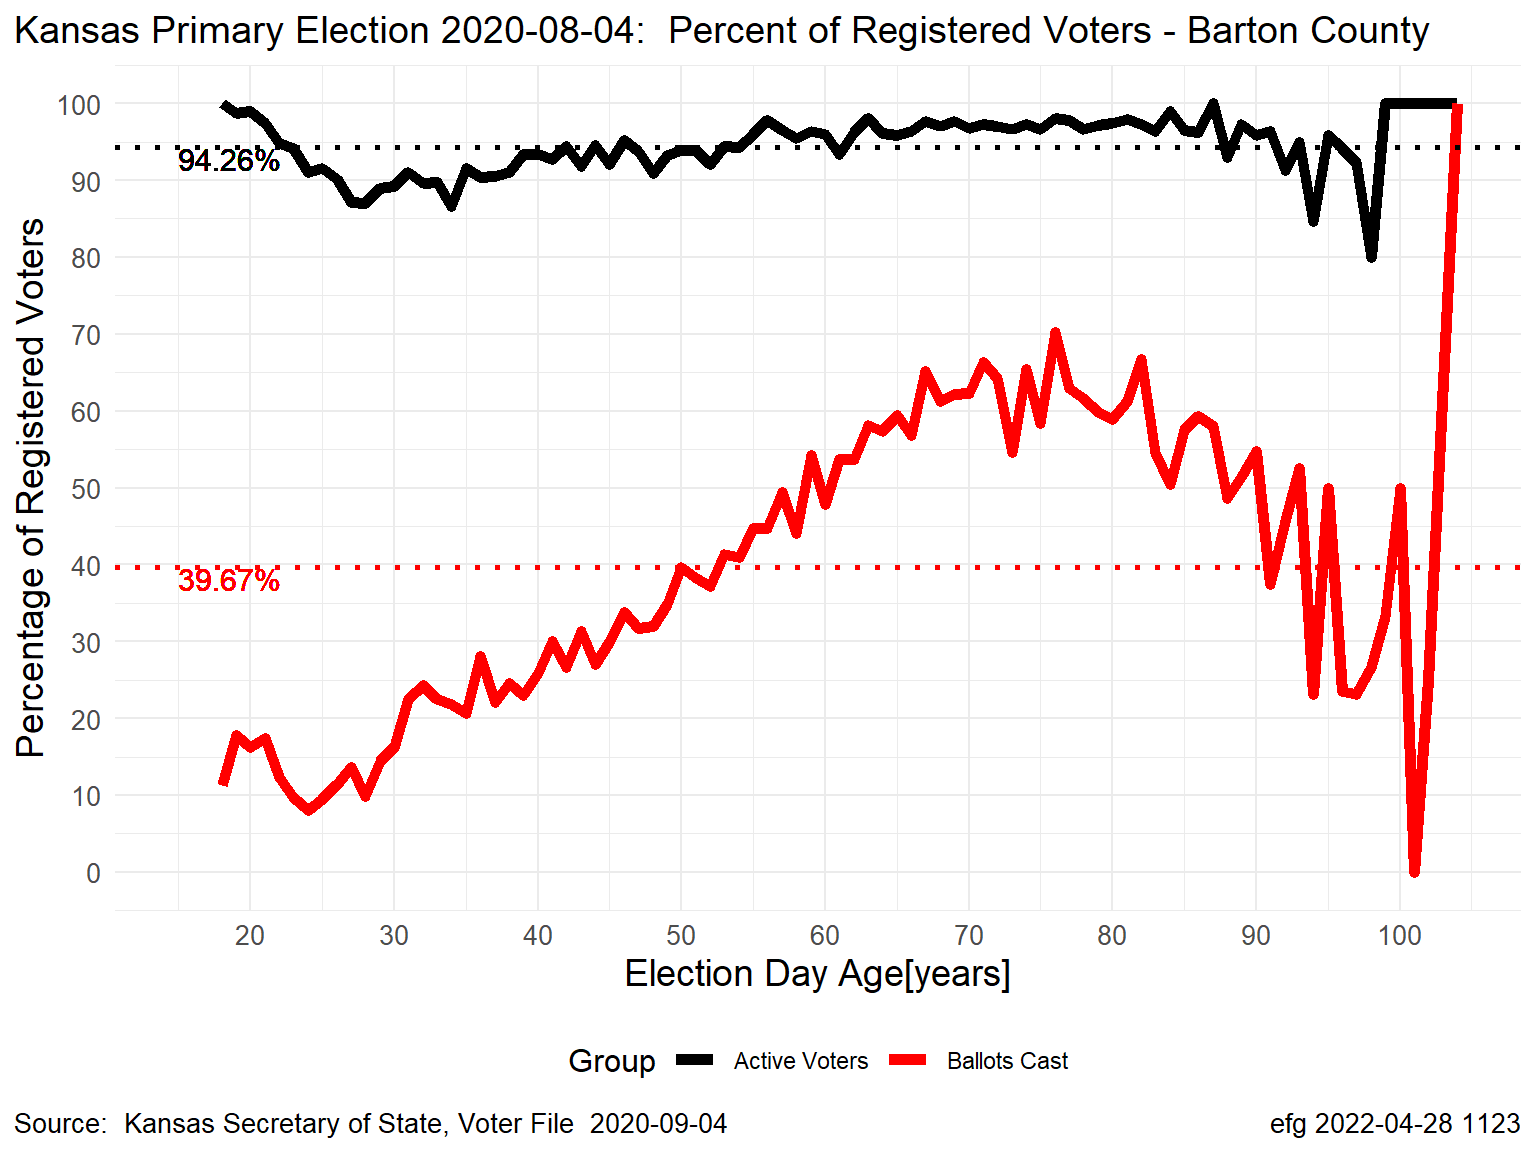 Kansas Primary Election 2020-08-04:  Percent of Registered Voters - Barton County
Percentage of Registered Voters
100
90
80
70
60
50
40
30
20
10
0
94.26%
39.67%
20 30 40 50 60 70 80 90 100
Election Day Age[years]
Group Active Voters Ballots Cast
Source:  Kansas Secretary of State, Voter File  2020-09-04
efg 2022-04-28 1123